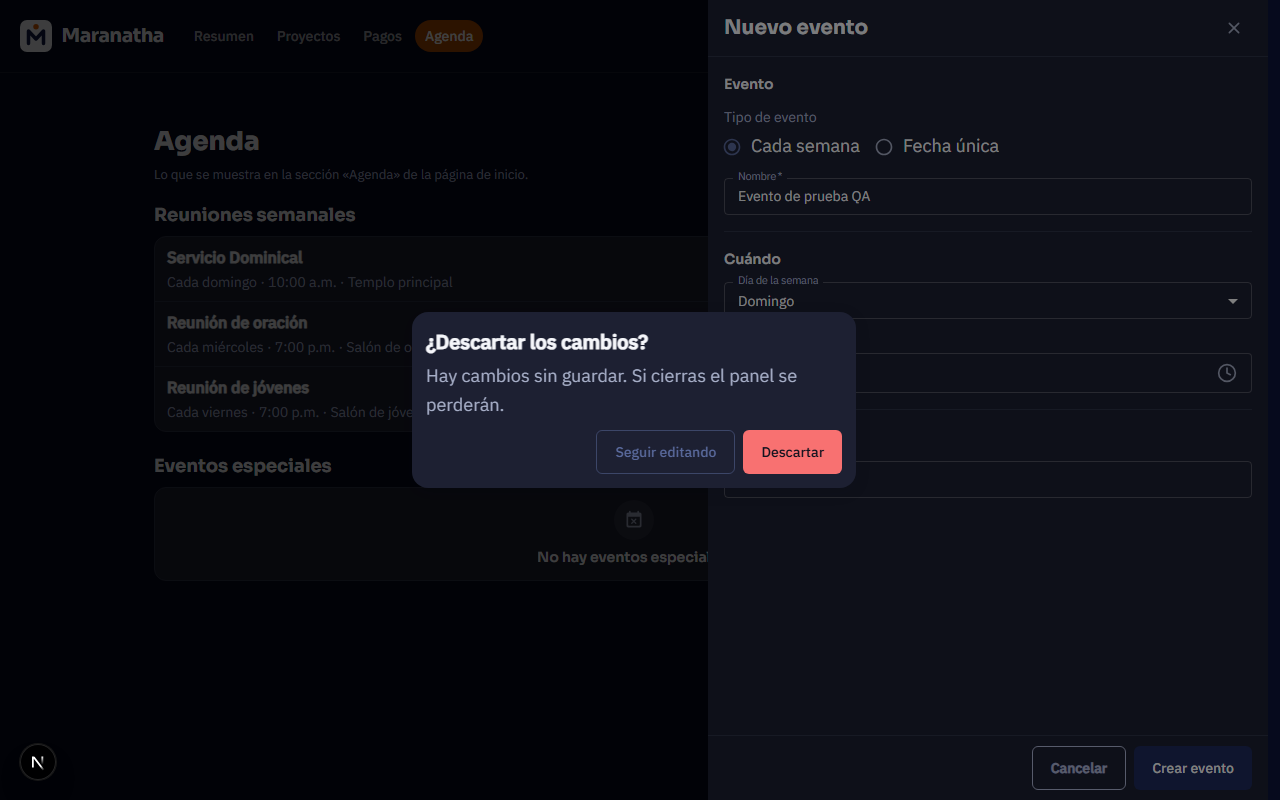 Maranatha
Resumen
Proyectos
Pagos
Agenda
Agenda
Lo que se muestra en la sección «Agenda» de la página de inicio.
Reuniones semanales
Servicio Dominical
Cada domingo · 10:00 a.m. · Templo principal
Reunión de oración
Cada miércoles · 7:00 p.m. · Salón de o
Reunión de jóvenes
Cada viernes · 7:00 p.m. · Salón de jóve
Eventos especiales
No hay eventos especial
Nuevo evento
Evento
Tipo de evento
Cada semana
Fecha única
Nombre *
Evento de prueba QA
Cuándo
Día de la semana
Domingo
¿Descartar los cambios?
Hay cambios sin guardar. Si cierras el panel se
perderán.
Seguir editando
Descartar
Cancelar
Crear evento
N